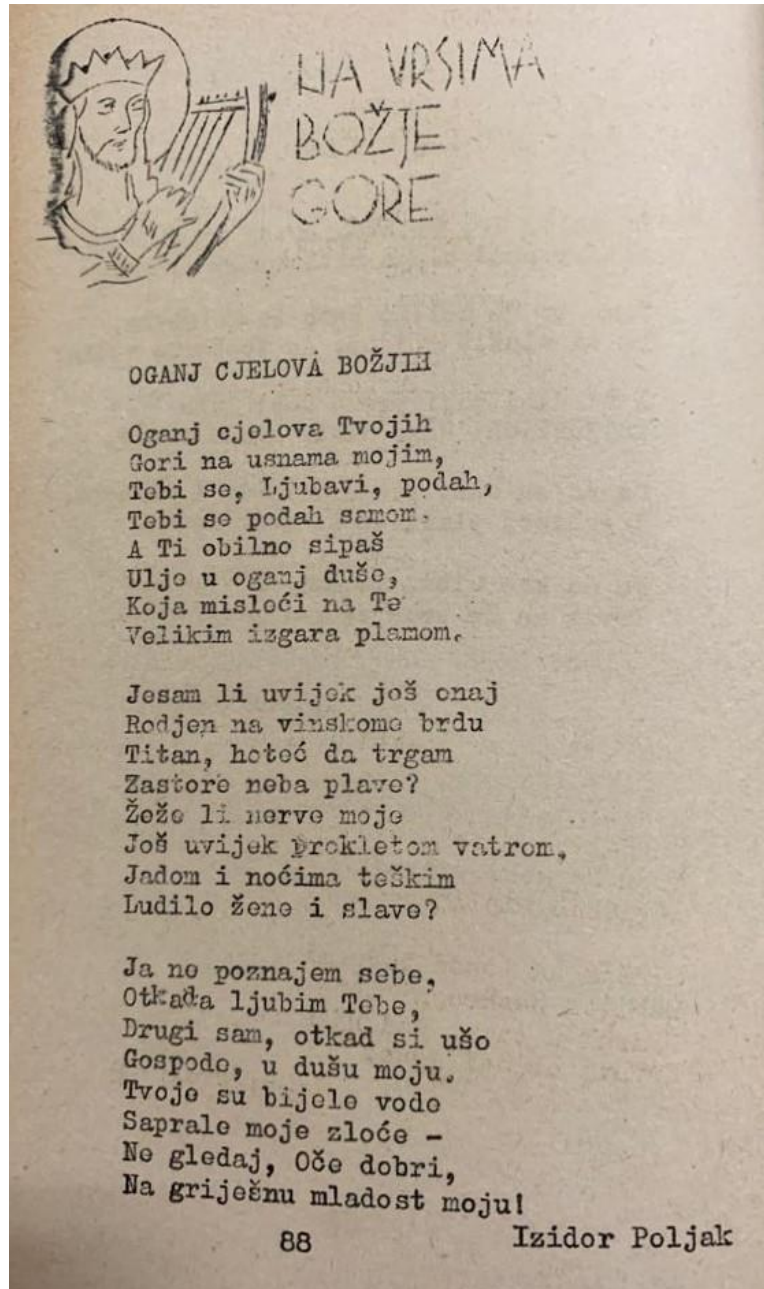 NA VRSIMA
BOŽJE
GORE
OGANJ CJELOVA BOŽJIH
Oganj cjelova Tvojih
Gori na usnama mojim,
Tebi se, Ljubavi, podah,
Tebi se podah samom.
A Ti obilno sipaš
Ulje u oganj duše,
Koja misleći na Te
Velikim izgara plamom.
Jesam li uvijek još onaj
Rodjen na vinskome brdu
Titan, hoteć da trgam
Zastore neba plave?
Žeže li nerve moje
Još uvijek prokletom vatrom,
Jadom i noćima teškim
Ludilo žene i slave?
Ja ne poznajem sebe,
Otkada ljubim Tebe,
Drugi sam, otkad si ušo
Gospode, u dušu moju.
Tvoje su bijele vode
Saprale moje zloće –
Ne gledaj, Oče dobri,
Na griješnu mladost moju!
88 Izidor Poljak